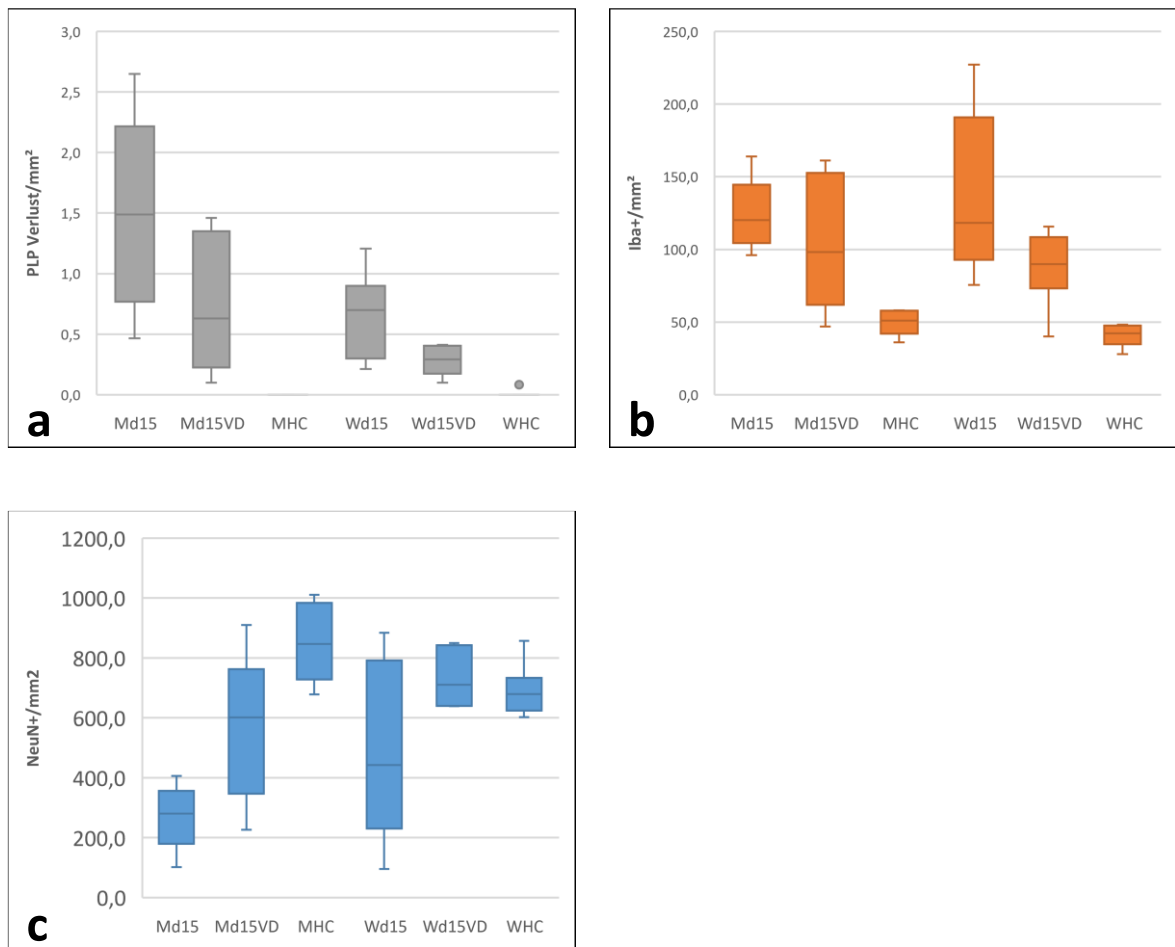 3,0
2,5
2,0
1,5
1,0
0,5
0,0
PLP Verlust/mm²
Md15 Md15VD MHC Wd15 Wd15VD WHC
a
250,0
200,0
150,0
100,0
50,0
0,0
Iba+/mm²
Md15 Md15VD MHC Wd15 Wd15VD WHC
b
1200,0
1000,0
800,0
600,0
400,0
200,0
0,0
NeuN+/mm2
Md15 Md15VD MHC Wd15 Wd15VD WHC
c